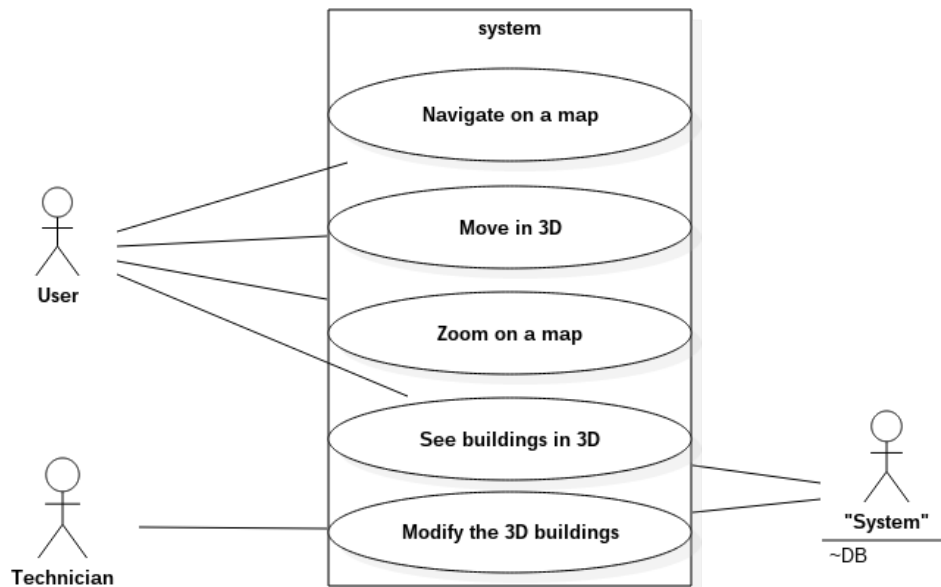 system
Navigate on a map
Move in 3D
User
Zoom on a map
See buildings in 3D
"System"
~DB
Modify the 3D buildings
Technician